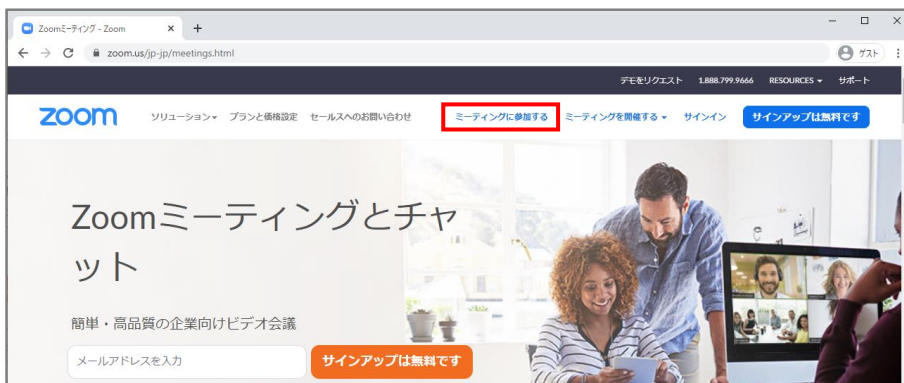 Zoomミーティング - Zoom
zoom.us/jp-jp/meetings.html
ゲスト
デモをリクエスト 1.888.799.9666 RESOURCES サポート
zoom ソリューション プランと価格設定 セールスへのお問い合わせ ミーティングに参加する ミーティングを開催する サインイン サインアップは無料です
Zoomミーティングとチャ
ット
簡単・高品質の企業向けビデオ会議
メールアドレスを入力 サインアップは無料です